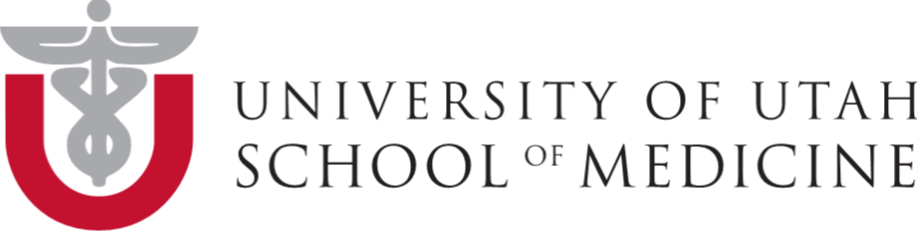 UNIVERSITY OF UTAH
SCHOOL OF MEDICINE